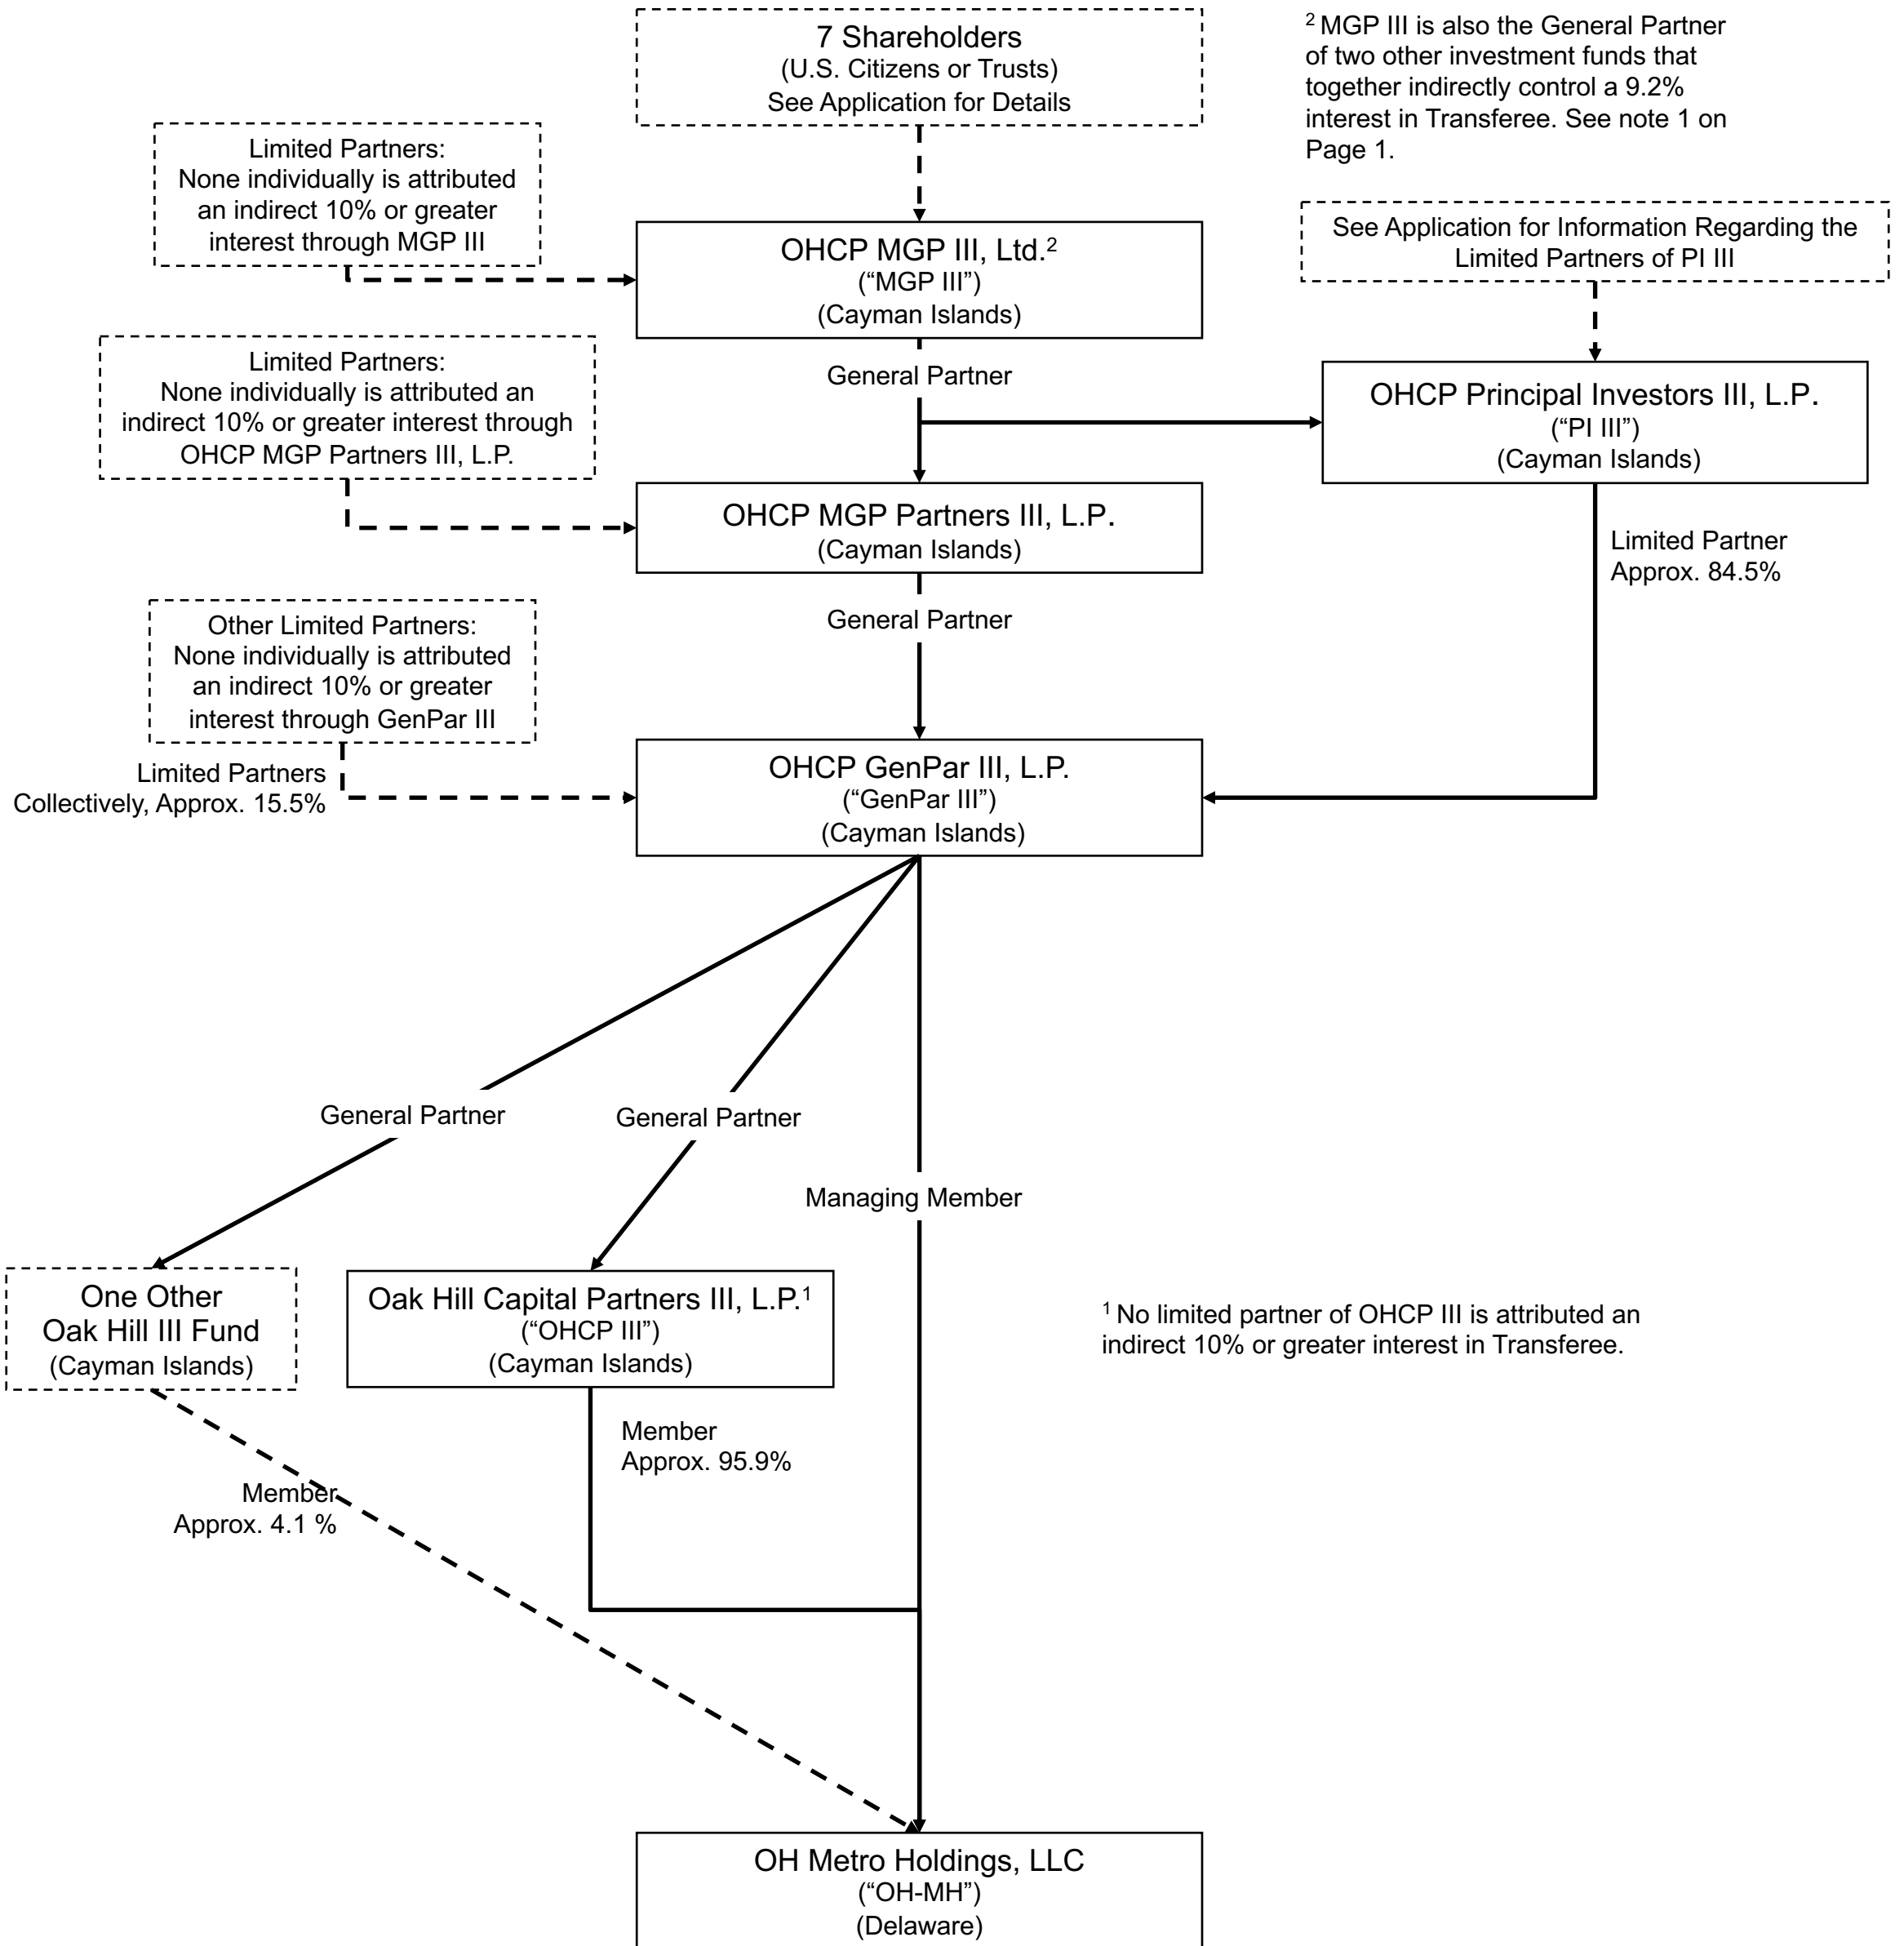 7 Shareholders
(U.S. Citizens or Trusts)
See Application for Details
2 MGP III is also the General Partner
of two other investment funds that
together indirectly control a 9.2%
interest in Transferee. See note 1 on
Page 1.
Limited Partners:
None individually is attributed
an indirect 10% or greater
interest through MGP III
OHCP MGP III, Ltd.2
(“MGP III”)
(Cayman Islands)
See Application for Information Regarding the
Limited Partners of PI III
Limited Partners:
None individually is attributed an
indirect 10% or greater interest through
OHCP MGP Partners III, L.P.
General Partner
OHCP Principal Investors III, L.P.
(“PI III”)
(Cayman Islands)
OHCP MGP Partners III, L.P.
(Cayman Islands)
Limited Partner
Approx. 84.5%
Other Limited Partners:
None individually is attributed
an indirect 10% or greater
interest through GenPar III
General Partner
Limited Partners
Collectively, Approx. 15.5%
OHCP GenPar III, L.P.
(“GenPar III”)
(Cayman Islands)
General Partner
General Partner
Managing Member
One Other
Oak Hill III Fund
(Cayman Islands)
Oak Hill Capital Partners III, L.P.1
(“OHCP III”)
(Cayman Islands)
1 No limited partner of OHCP III is attributed an
indirect 10% or greater interest in Transferee.
Member
Approx. 95.9%
Member
Approx. 4.1 %
OH Metro Holdings, LLC
(“OH-MH”)
(Delaware)